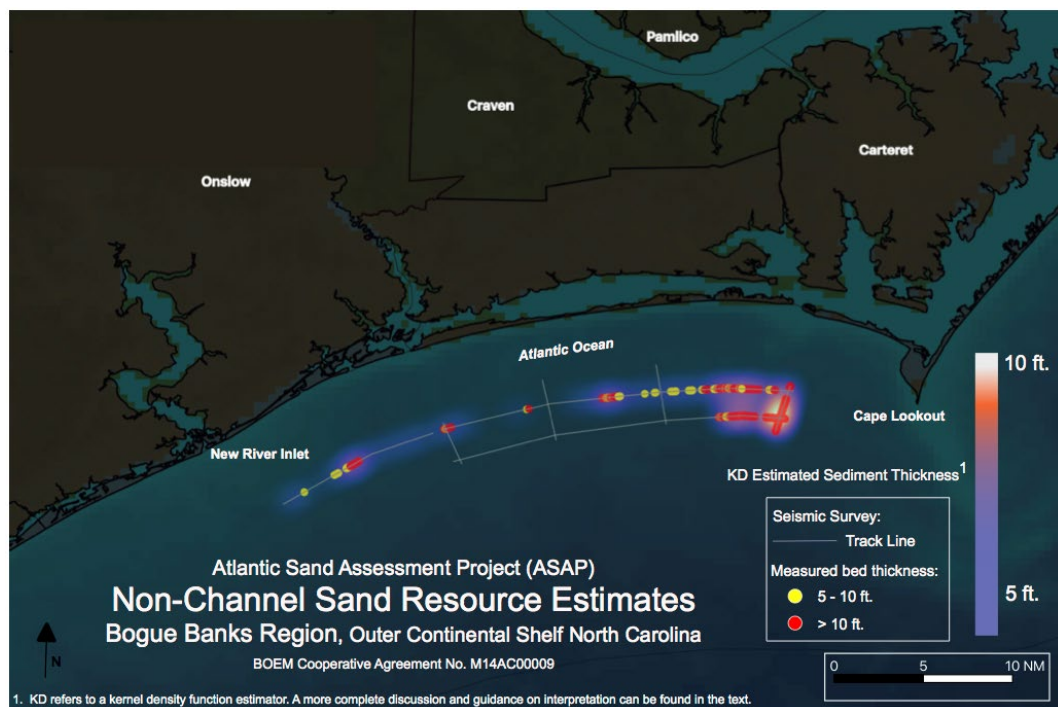 Pamlico
Craven
Carteret
Onslow
Atlantic Ocean
10 ft.
Cape Lookout
New River Inlet
KD Estimated Sediment Thickness1
Seismic Survey:
Track Line
Measured bed thickness:
5 - 10 ft.
> 10 ft.
5 ft.
Atlantic Sand Assessment Project (ASAP)
Non-Channel Sand Resource Estimates
Bogue Banks Region, Outer Continental Shelf North Carolina
BOEM Cooperative Agreement No. M14AC00009
N
0 5 10 NM
1. KD refers to a kernel density function estimator. A more complete discussion and guidance on interpretation can be found in the text.